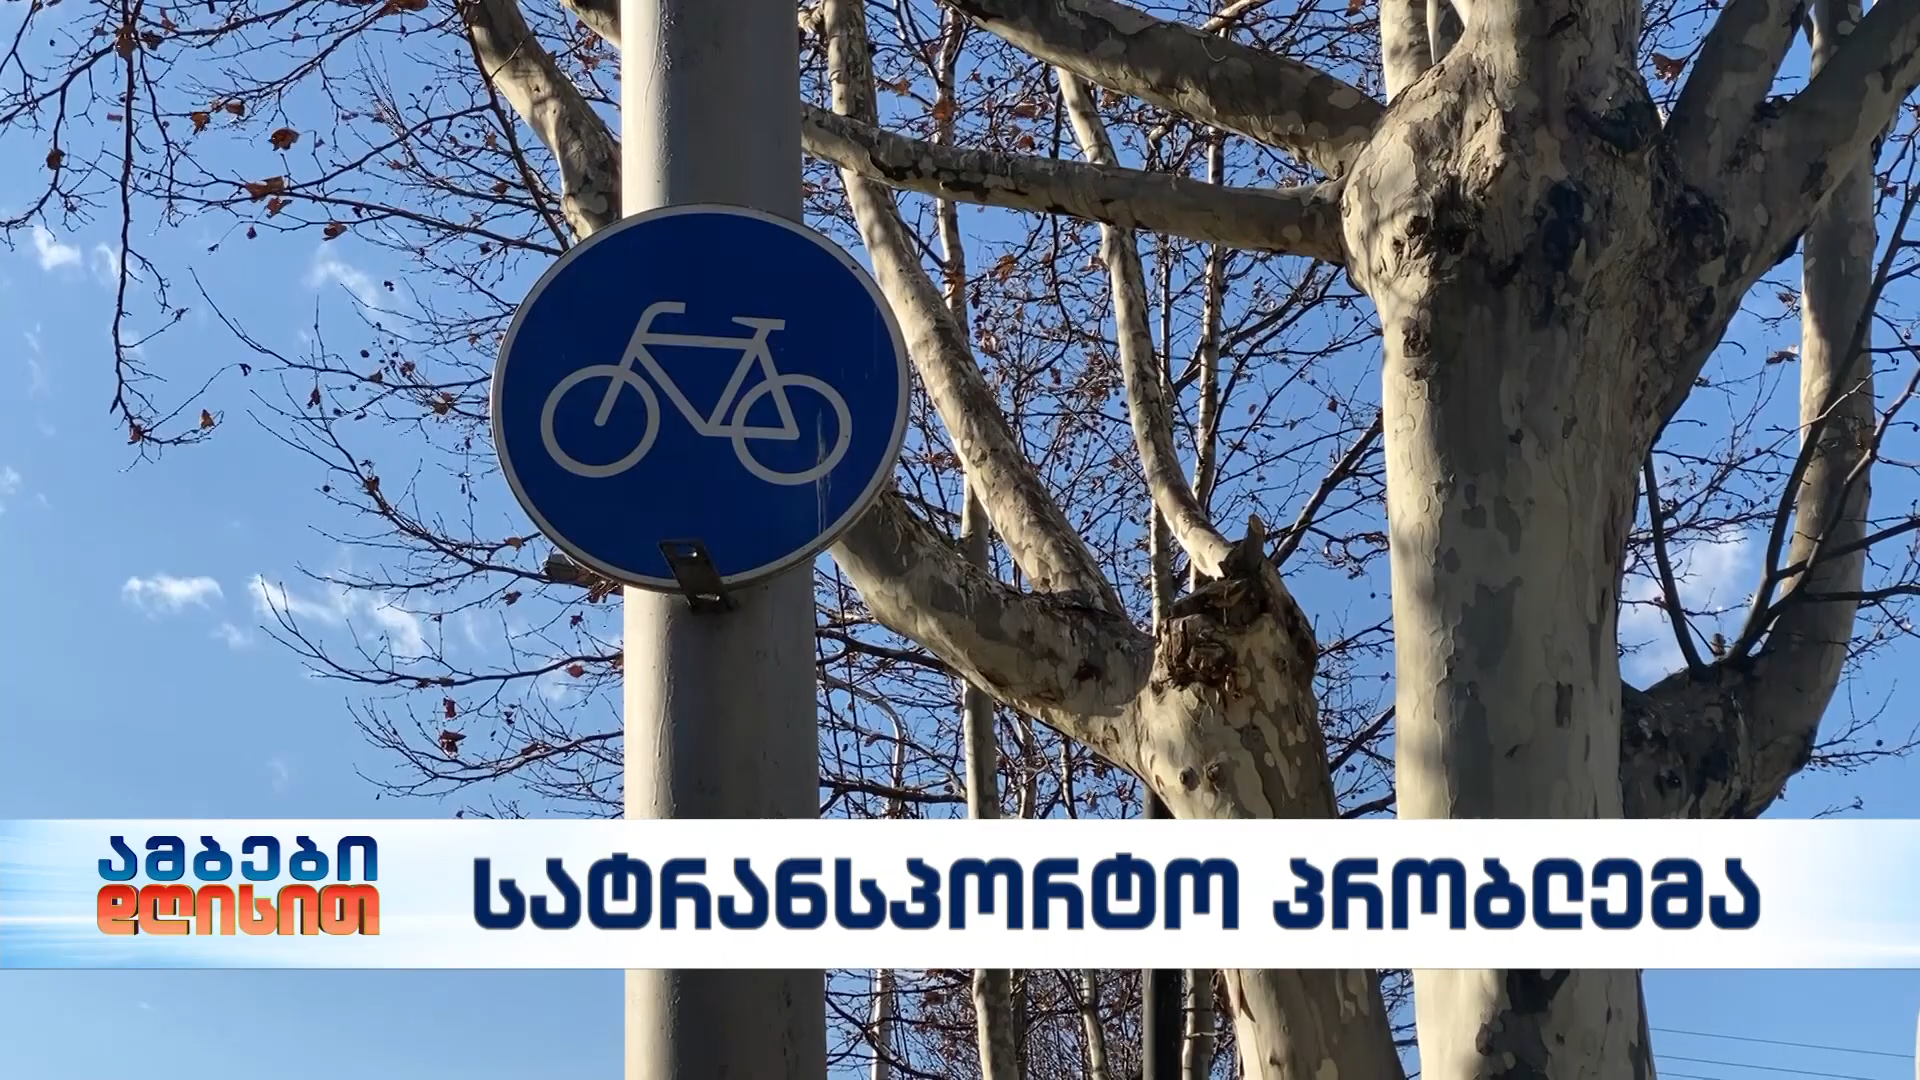 ამბები
დღისით
სატრანსპორტო პრობლემა